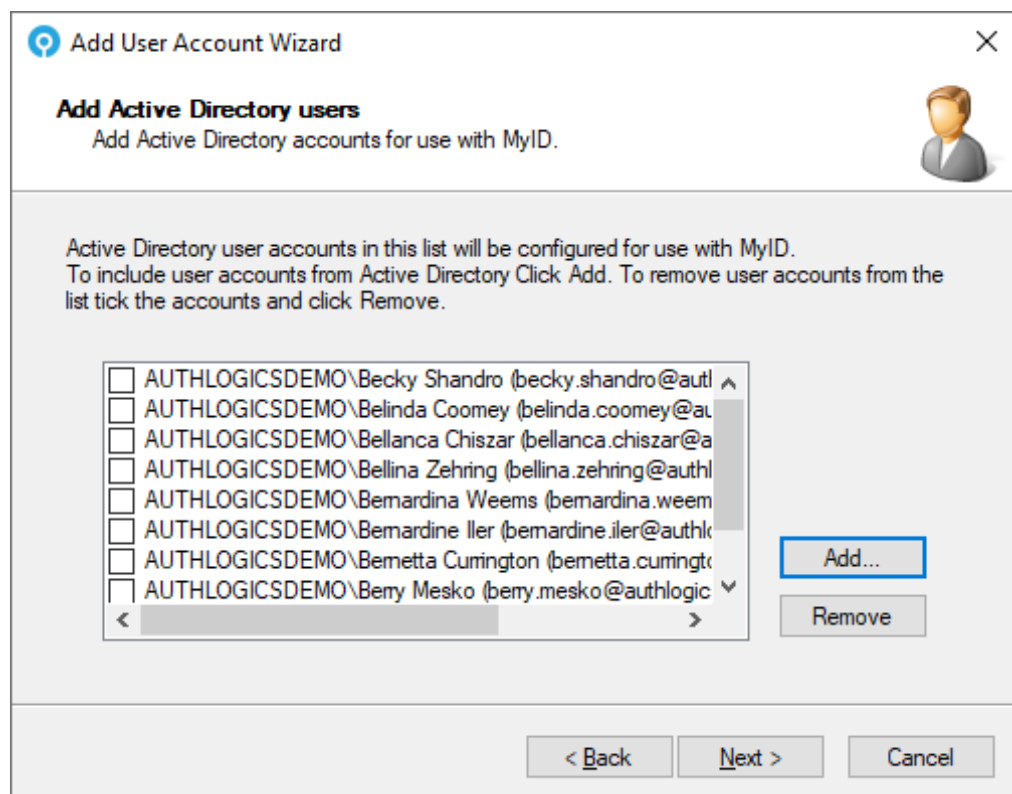 Add User Account Wizard
Add Active Directory users
Add Active Directory accounts for use with MyID.
Active Directory user accounts in this list will be configured for use with MyID.
To include user accounts from Active Directory Click Add. To remove user accounts from the
list tick the accounts and click Remove.
AUTHLOGICSDEMO\Becky Shandro (becky.shandro@autl
AUTHLOGICSDEMO\Belinda Coomey (belinda.coomey@au
AUTHLOGICSDEMO\Bellanca Chiszar (bellanca.chiszar@a
AUTHLOGICSDEMO\Bellina Zehring (bellina.zehring@authl
AUTHLOGICSDEMO\Bernardina Weems (bernardina.weem
AUTHLOGICSDEMO\Bernardine Iler (bernardine.iler@authlo
AUTHLOGICSDEMO\Bernetta Currington (bernetta.curringto
AUTHLOGICSDEMO\Berry Mesko (berry.mesko@authlogic
Add...
Remove
< Back
Next >
Cancel